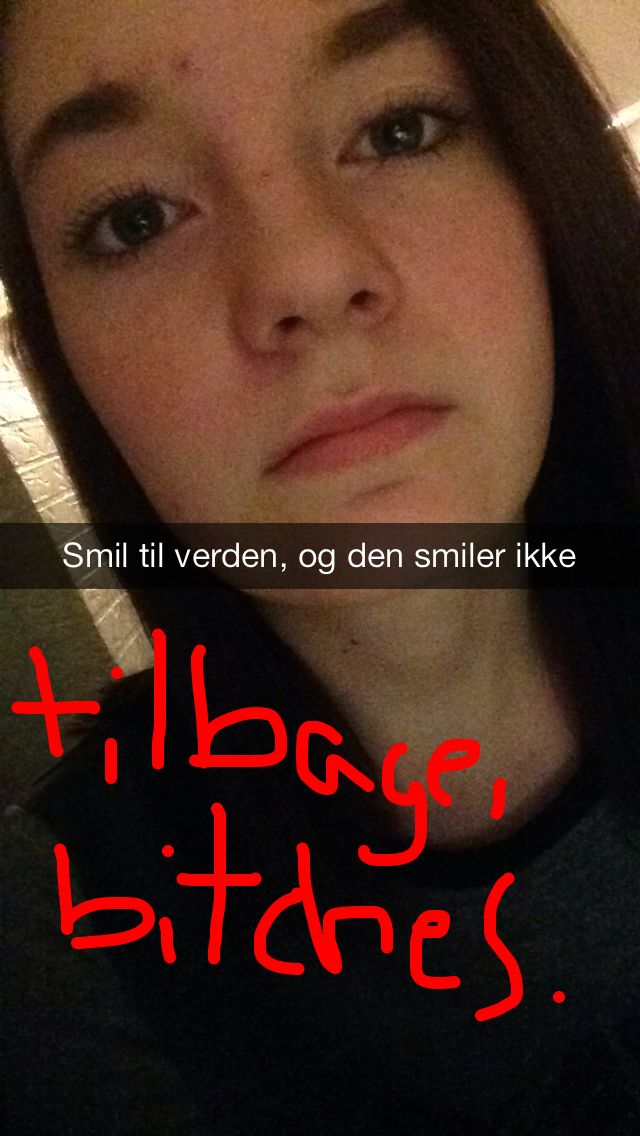 Smil til verden, og den smiler ikke
tilbage,
bitches.